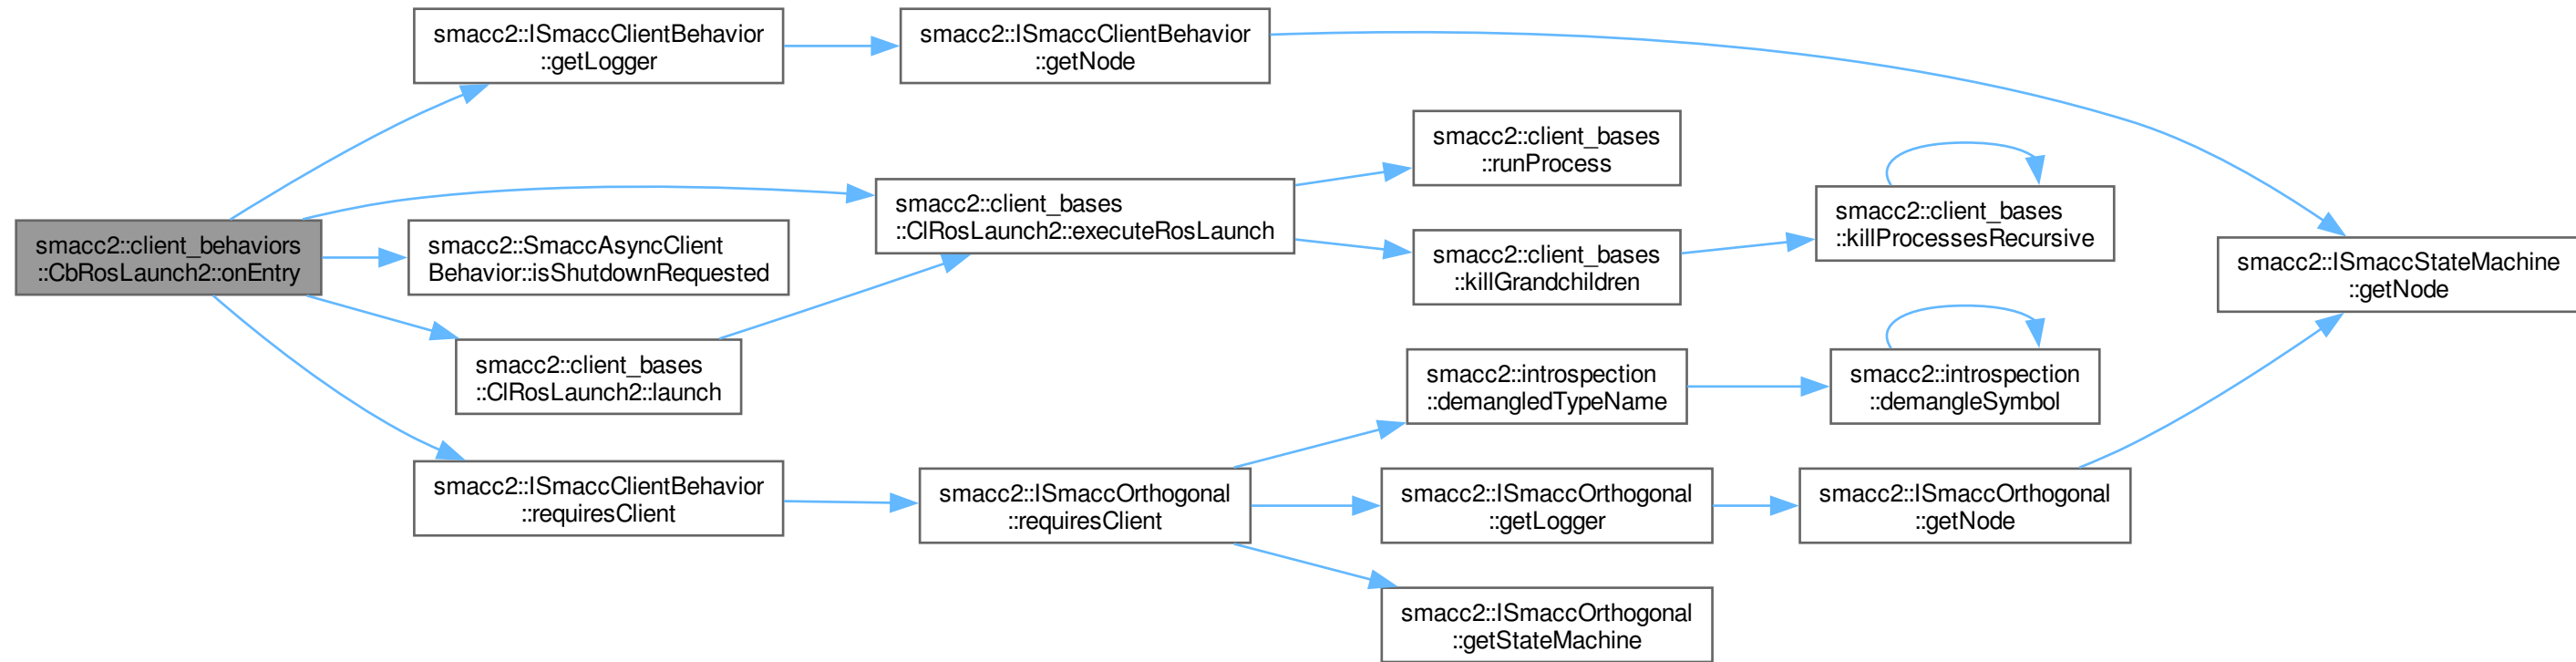 smacc2::client_behaviors
::CbRosLaunch2::onEntry
smacc2::ISmaccClientBehavior
::getLogger
smacc2::ISmaccClientBehavior
::getNode
smacc2::SmaccAsyncClient
Behavior::isShutdownRequested
smacc2::client_bases
::ClRosLaunch2::executeRosLaunch
smacc2::client_bases
::ClRosLaunch2::launch
smacc2::ISmaccClientBehavior
::requiresClient
smacc2::client_bases
::runProcess
smacc2::client_bases
::killGrandchildren
smacc2::client_bases
::killProcessesRecursive
smacc2::ISmaccStateMachine
::getNode
smacc2::introspection
::demangledTypeName
smacc2::introspection
::demangleSymbol
smacc2::ISmaccOrthogonal
::requiresClient
smacc2::ISmaccOrthogonal
::getLogger
smacc2::ISmaccOrthogonal
::getNode
smacc2::ISmaccOrthogonal
::getStateMachine